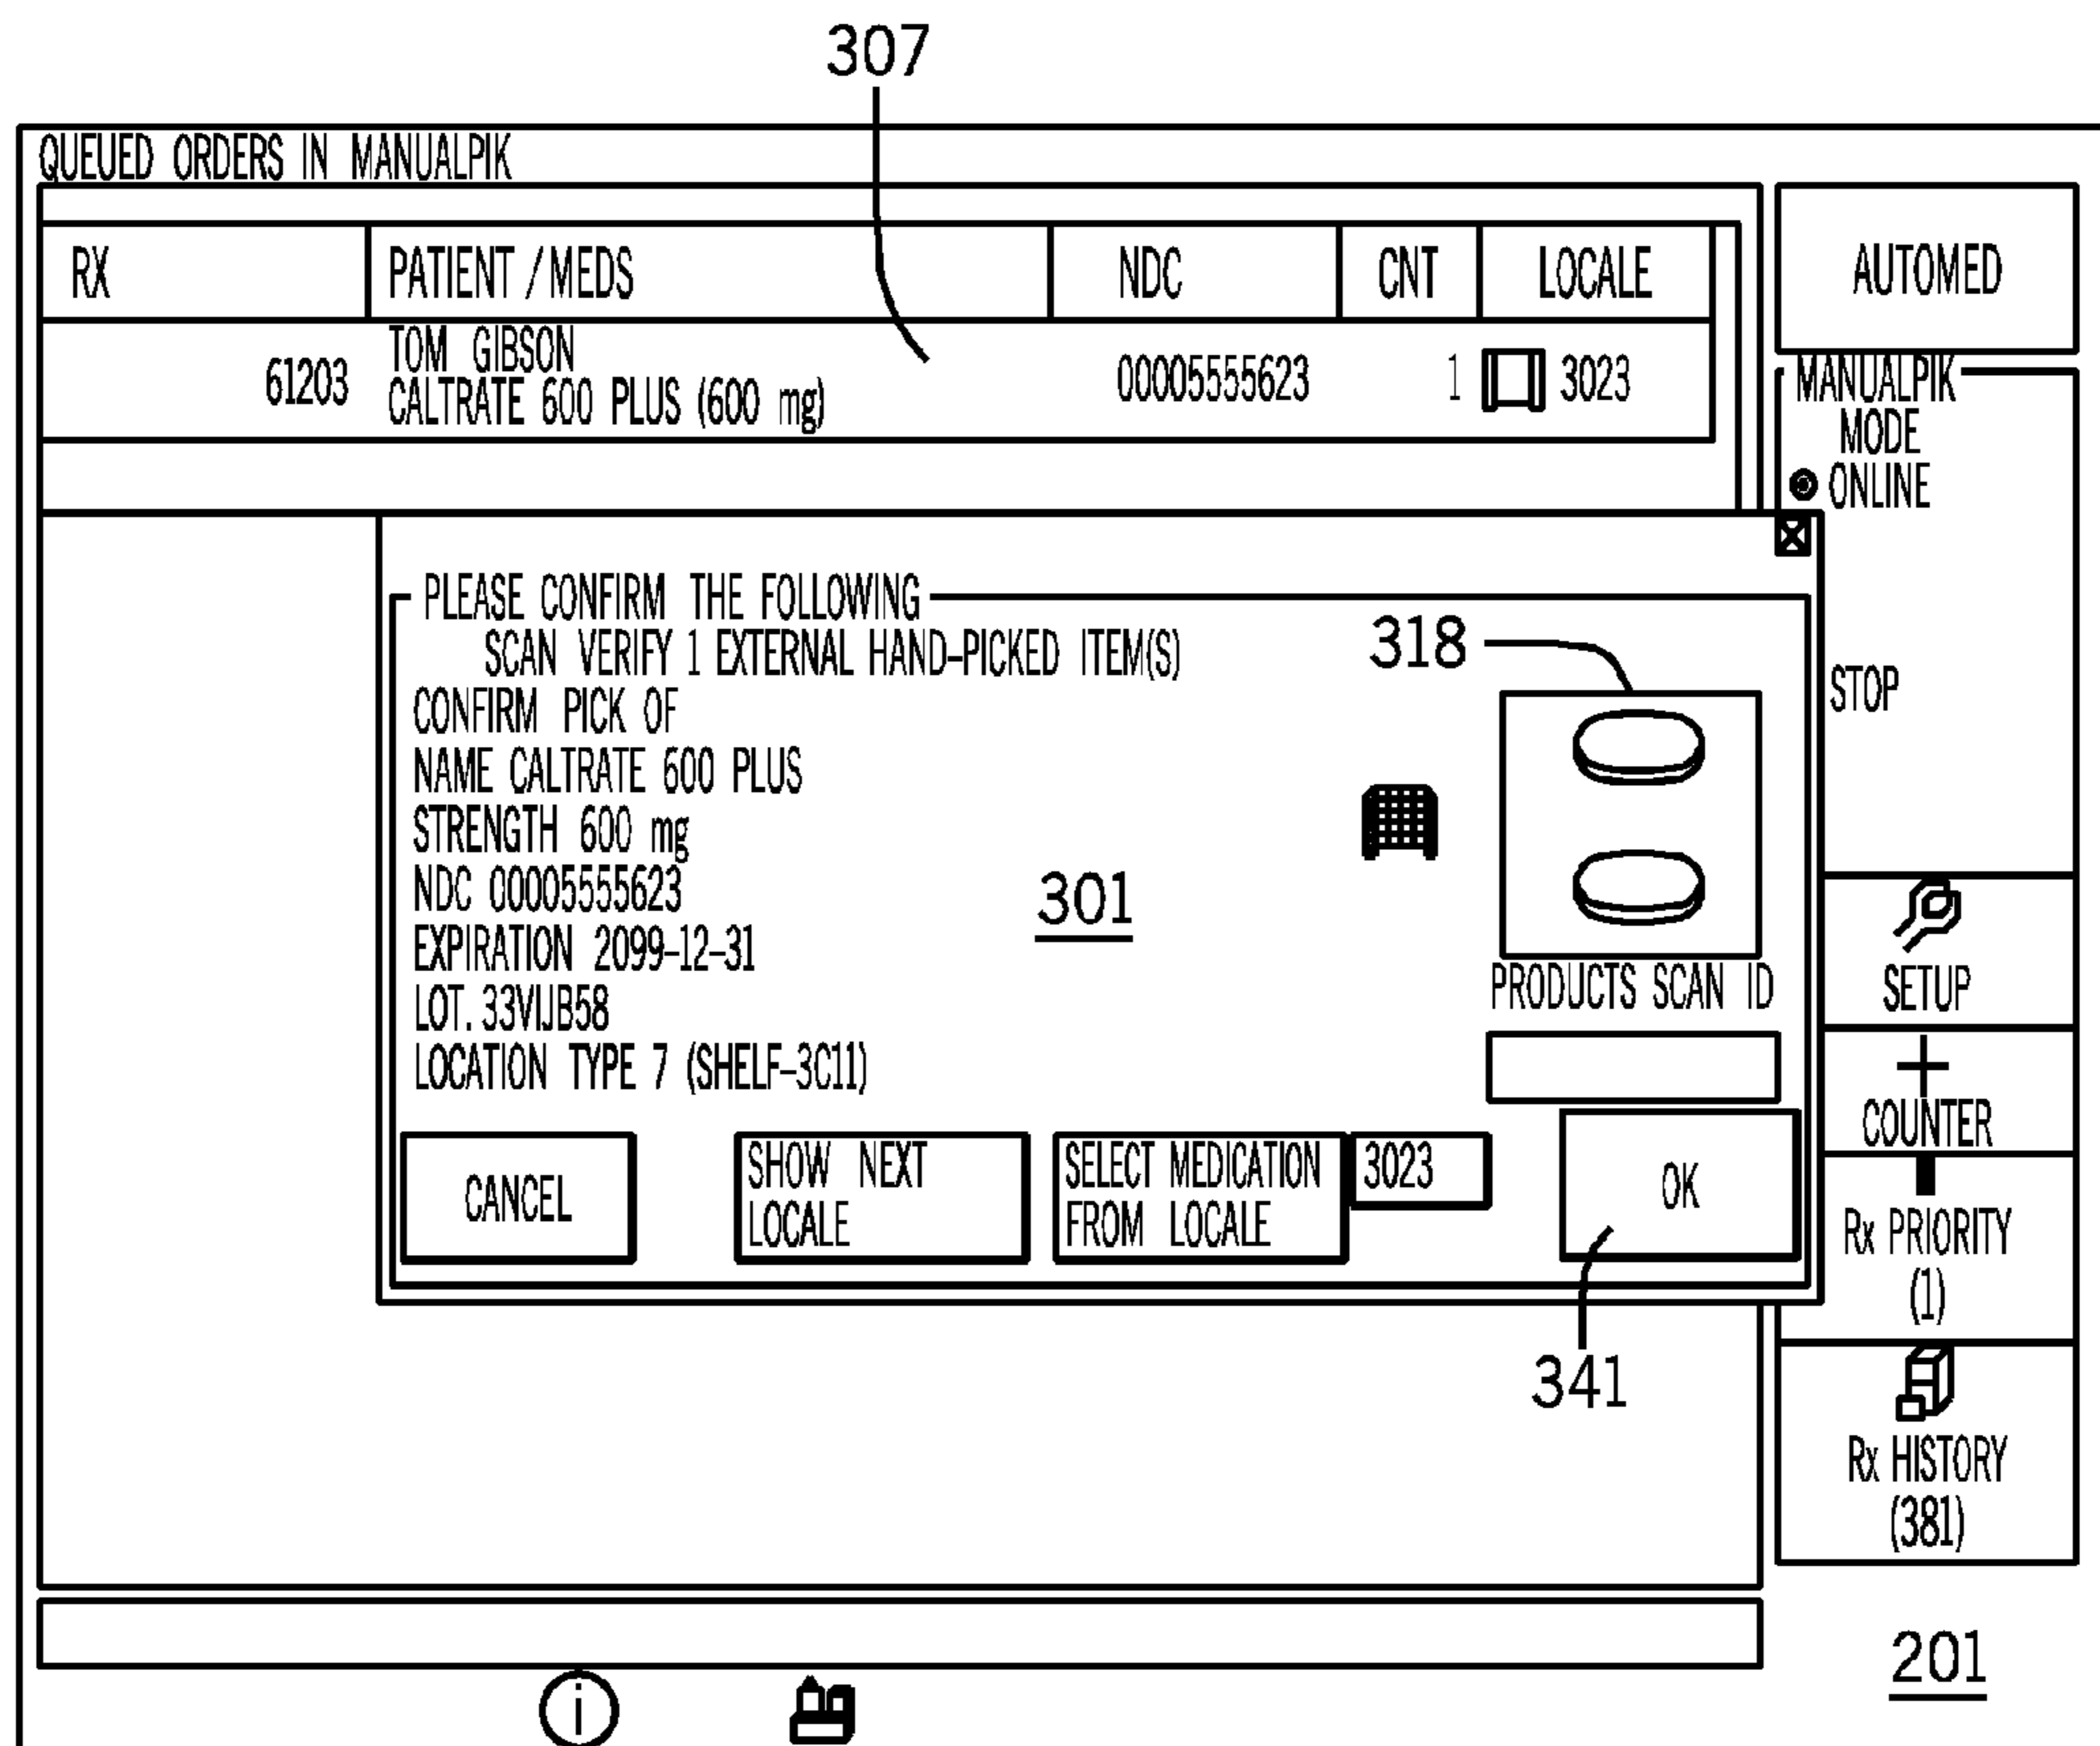 307
QUEUED ORDERS IN MANUALPIK
RX PATIENT / MEDS NDC CNT LOCALE
61203 TOM GIBSON
CALTRATE 600 PLUS (600 mg) 00005555623 1 3023
AUTOMED
MANUALPIK
MODE
ONLINE
STOP
PLEASE CONFIRM THE FOLLOWING
SCAN VERIFY 1 EXTERNAL HAND-PICKED ITEM(S)
318
CONFIRM PICK OF
NAME CALTRATE 600 PLUS
STRENGTH 600 mg
NDC 00005555623
301
EXPIRATION 2099-12-31
LOT. 33VIJB58
LOCATION TYPE 7 (SHELF-3C11)
PRODUCTS SCAN ID
CANCEL
SHOW NEXT
LOCALE
SELECT MEDICATION
FROM LOCALE
3023
OK
341
SETUP
COUNTER
Rx PRIORITY
(1)
Rx HISTORY
(381)
201
i